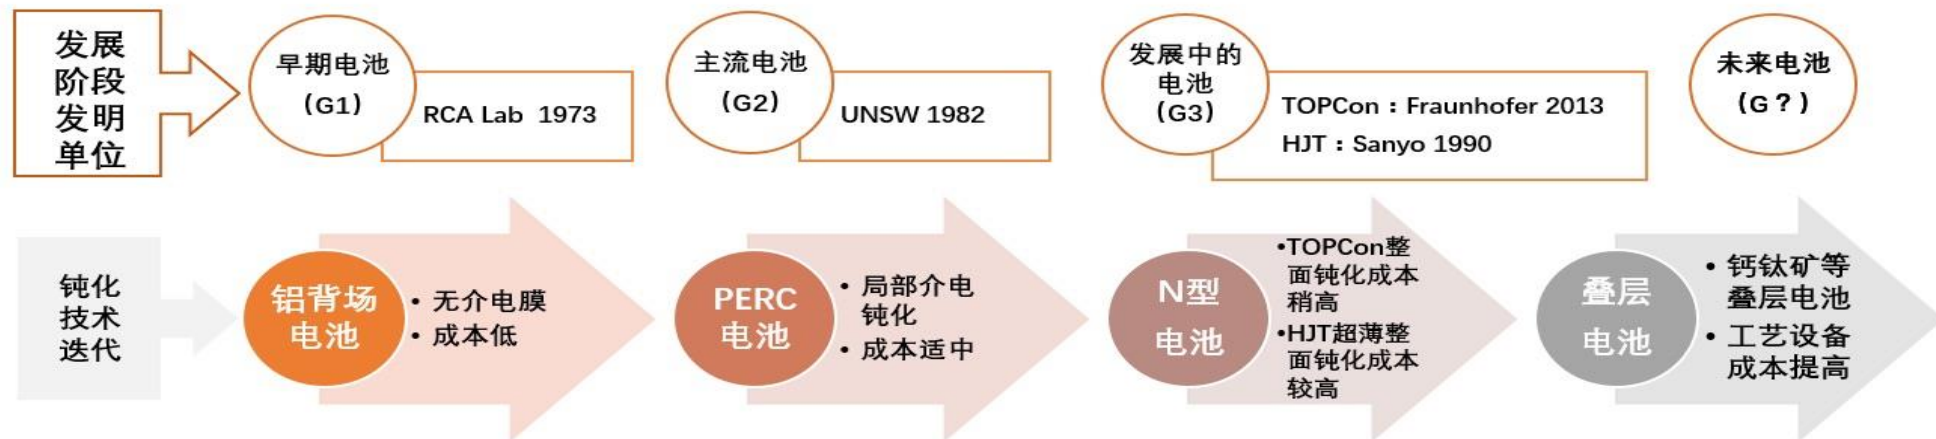 发展
阶段
发明
单位
早期电池
（G1）
RCA Lab 1973
主流电池
（G2）
UNSW 1982
发展中的
电池
（G3）
TOPCon：Fraunhofer 2013
HJT：Sanyo 1990
未来电池
（G？）
钝化
技术
迭代
铝背场
电池
• 无介电膜
• 成本低
PERC
电池
• 局部介电
钝化
• 成本适中
N型
电池
•TOPCon整
面钝化成本
稍高
•HJT超薄整
面钝化成本
较高
叠层
电池
• 钙钛矿等
叠层电池
• 工艺设备
成本提高